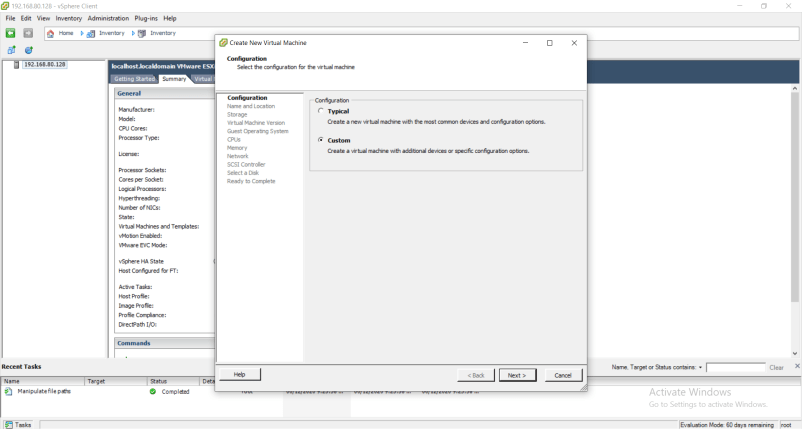 192.168.80.128 - vSphere Client
File Edit View Inventory Administration Plug-ins Help
Home Inventory Inventory
192.168.80.128
localhost.localdomain VMware ESX
Getting Started Summary Virtual
General
Manufacturer:
Model:
CPU Cores:
Processor Type:
License:
Processor Sockets:
Cores per Socket:
Logical Processors:
Hyperthreading:
Number of NICs:
State:
Virtual Machines and Templates:
vMotion Enabled:
VMware EVC Mode:
vSphere HA State
Host Configured for FT:
Active Tasks:
Host Profile:
Image Profile:
Profile Compliance:
DirectPath I/O:
Commands
Create New Virtual Machine
Configuration
Select the configuration for the virtual machine
Configuration
Name and Location
Storage
Virtual Machine Version
Guest Operating System
CPUs
Memory
Network
SCSI Controller
Select a Disk
Ready to Complete
Configuration
Typical
Create a new virtual machine with the most common devices and configuration options.
Custom
Create a virtual machine with additional devices or specific configuration options.
Help < Back Next > Cancel
Recent Tasks
Name, Target or Status contains: Clear
Name Target Status Deta
Manipulate file paths Completed
Activate Windows
Go to Settings to activate Windows.
Tasks
Evaluation Mode: 60 days remaining root